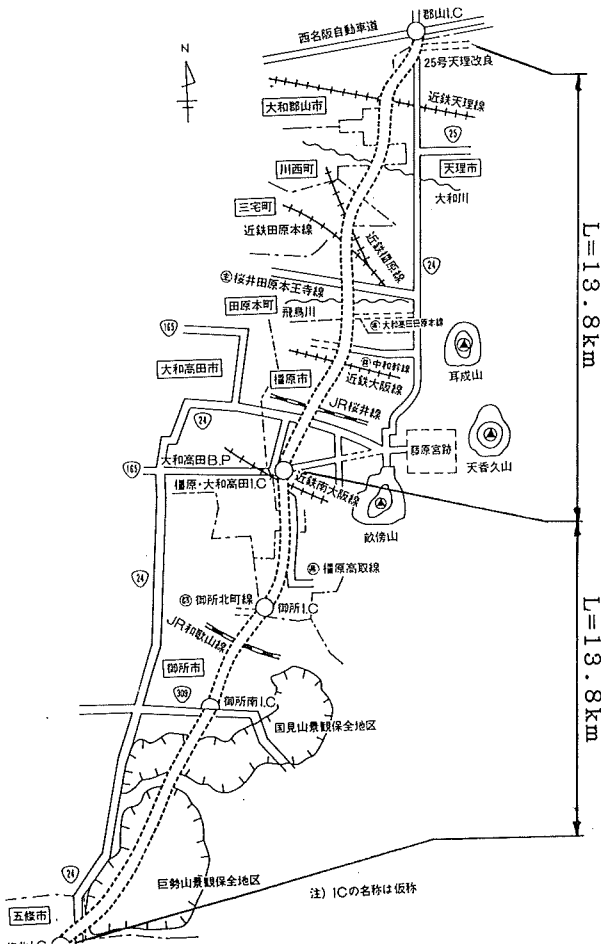 郡山I.C
西名阪自動車道
N
25号天理改良
近鉄天理線
大和郡山市
25
川西町
天理市
大和川
三宅町
近鉄田原本線
近鉄橿原線
24
桜井田原本王寺線
田原本町
飛鳥川
165
中和幹線
近鉄大阪線
耳成山
大和高田市
橿原市
JR桜井線
24
藤原宮跡
天香久山
大和高田B.P
165
橿原・大和高田I.C
近鉄南大阪線
畝傍山
L=13.8km
24
橿原高取線
御所北町線
御所I.C
JR和歌山線
御所市
309
御所南I.C
国見山景観保全地区
L=13.8km
24
巨勢山景観保全地区
注) ICの名称は仮称
五條市